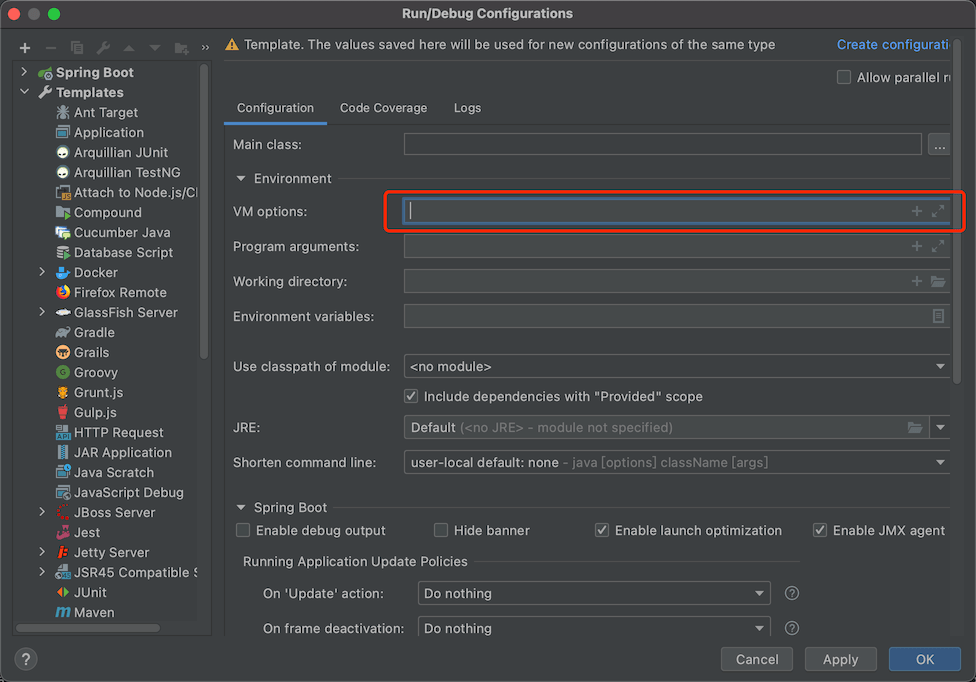 Run/Debug Configurations
Template. The values saved here will be used for new configurations of the same type
Create configurati
Allow parallel r
Spring Boot
Templates
Ant Target
Application
Arquillian JUnit
Arquillian TestNG
Attach to Node.js/C
Compound
Cucumber Java
Database Script
Docker
Firefox Remote
GlassFish Server
Gradle
Grails
Groovy
Grunt.js
Gulp.js
HTTP Request
JAR Application
Java Scratch
JavaScript Debug
JBoss Server
Jest
Jetty Server
JSR45 Compatible S
JUnit
Maven
Configuration
Code Coverage
Logs
Main class:
...
Environment
VM options:
Program arguments:
Working directory:
Environment variables:
Use classpath of module: <no module>
Include dependencies with "Provided" scope
JRE: Default (<no JRE> - module not specified)
Shorten command line: user-local default: none - java [options] className [args]
Spring Boot
Enable debug output
Hide banner
Enable launch optimization
Enable JMX agent
Running Application Update Policies
On 'Update' action: Do nothing ?
On frame deactivation: Do nothing ?
?
Cancel
Apply
OK